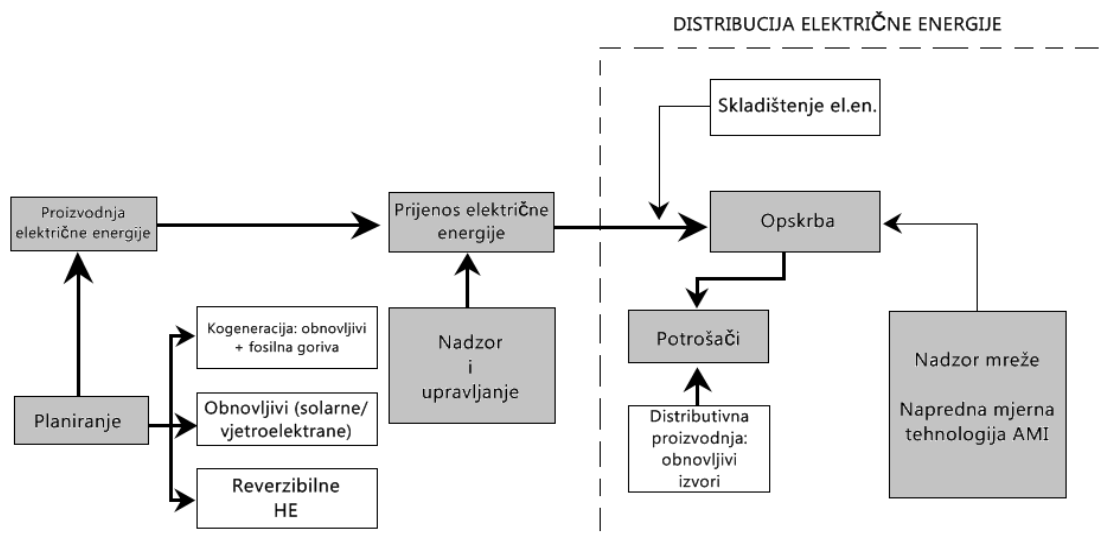 DISTRIBUCIJA ELEKTRIČNE ENERGIJE
Skladištenje el.en.
Proizvodnja
električne energije
Prijenos električne
energije
Opskrba
Kogeneracija: obnovljivi
+ fosilna goriva
Nadzor
i
upravljanje
Potrošači
Nadzor mreže
Napredna mjerna
tehnologija AMI
Planiranje
Obnovljivi (solarne/
vjetroelektrane)
Distributivna
proizvodnja:
obnovljivi
izvori
Reverzibilne
HE